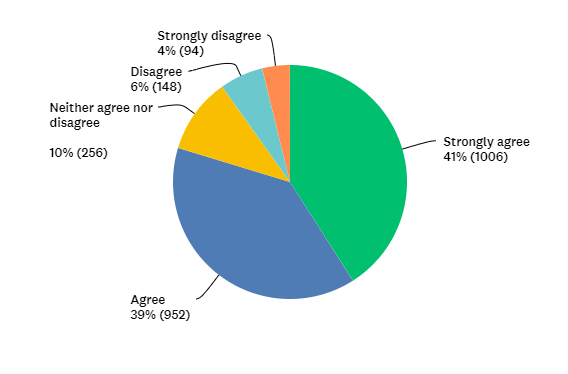 Strongly disagree
4% (94)
Disagree
6% (148)
Neither agree nor
disagree
10% (256)
Strongly agree
41% (1006)
Agree
39% (952)